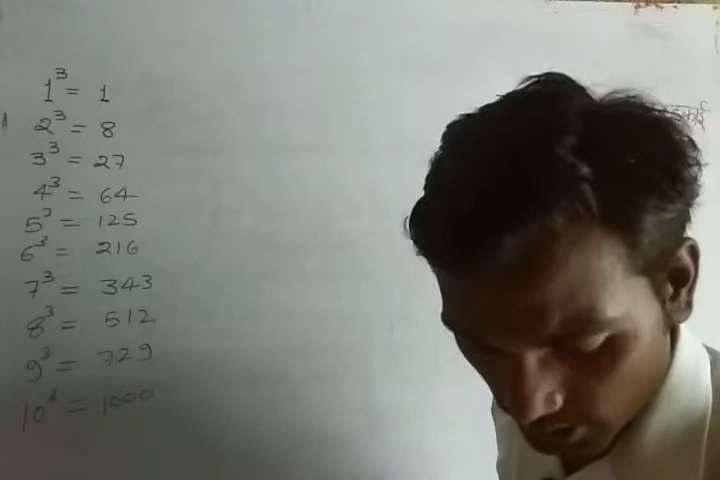 1³ = 1
2³ = 8
3³ = 27
4³ = 64
5³ = 125
6³ = 216
7³ = 343
8³ = 512
9³ = 729
10³ = 1000